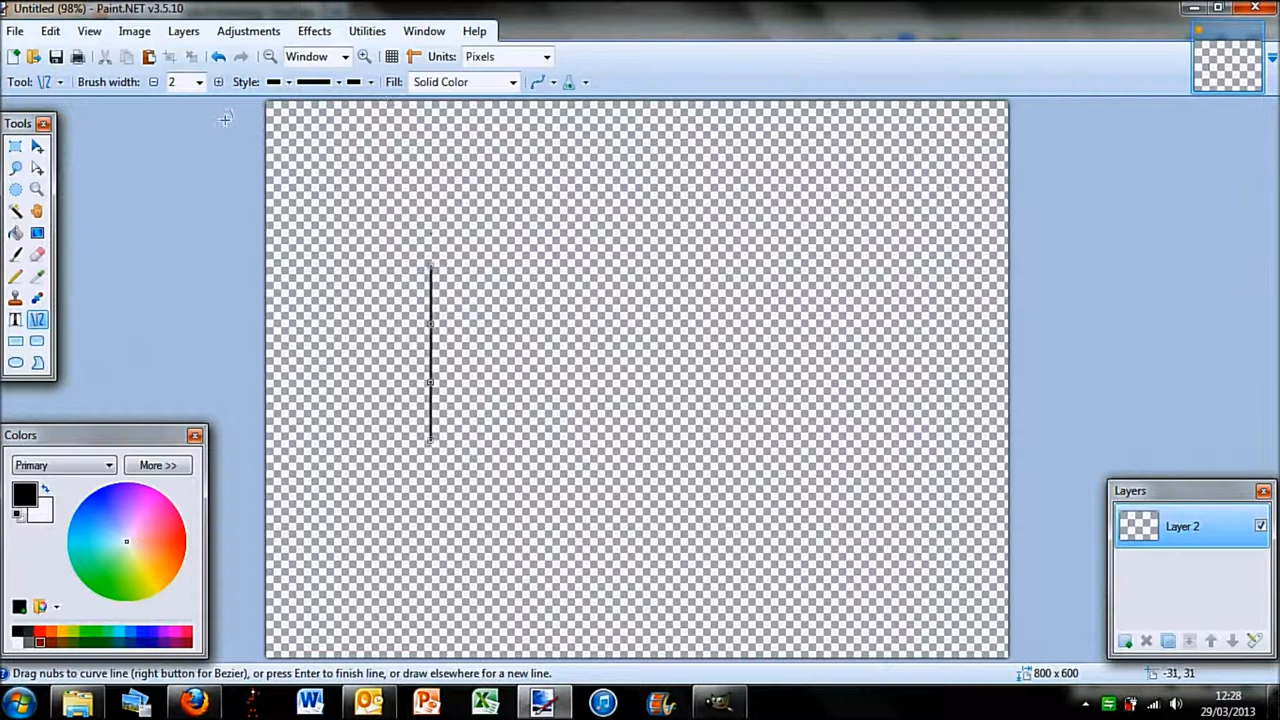 Untitled (98%) - Paint.NET v3.5.10
File Edit View Image Layers Adjustments Effects Utilities Window Help
Window Units: Pixels
Tool: Brush width: 2 Style: Fill: Solid Color
Tools
T
Colors
Primary More >>
Layers
Layer 2
Drag nubs to curve line (right button for Bezier), or press Enter to finish line, or draw elsewhere for a new line.
800 x 600
-31, 31
12:28
29/03/2013